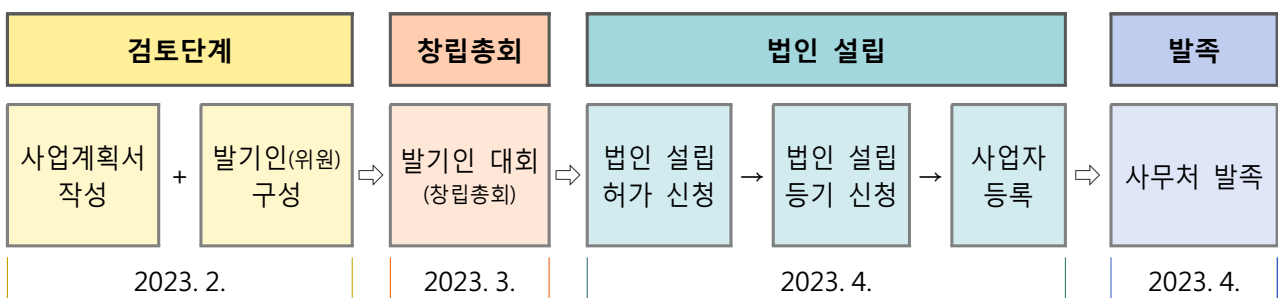 검토단계
창립총회
법인 설립
발족
사업계획서
작성
+
발기인(위원)
구성
⇨
발기인 대회
(창립총회)
⇨
법인 설립
허가 신청
→
법인 설립
등기 신청
→
사업자
등록
⇨
사무처 발족
2023. 2.
2023. 3.
2023. 4.
2023. 4.